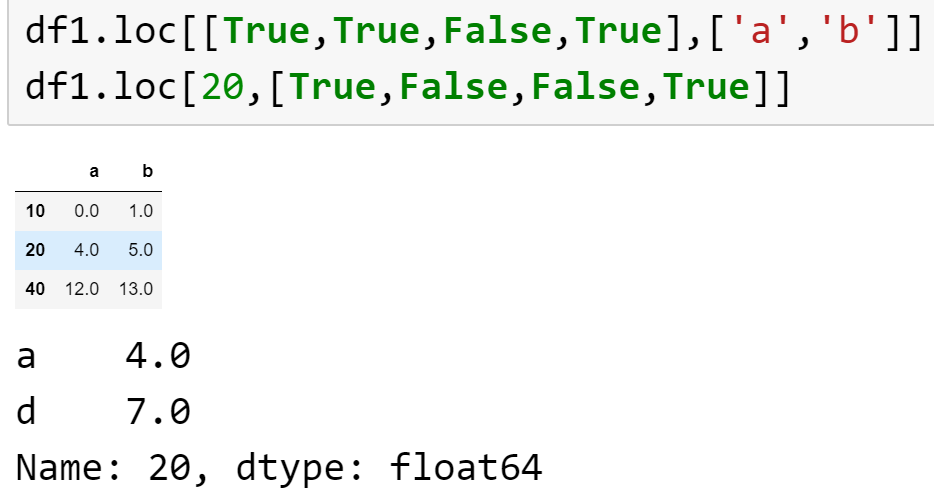 df1.loc[[True,True,False,True],['a','b']]
df1.loc[20,[True,False,False,True]]
a b
10 0.0 1.0
20 4.0 5.0
40 12.0 13.0
a 4.0
d 7.0
Name: 20, dtype: float64